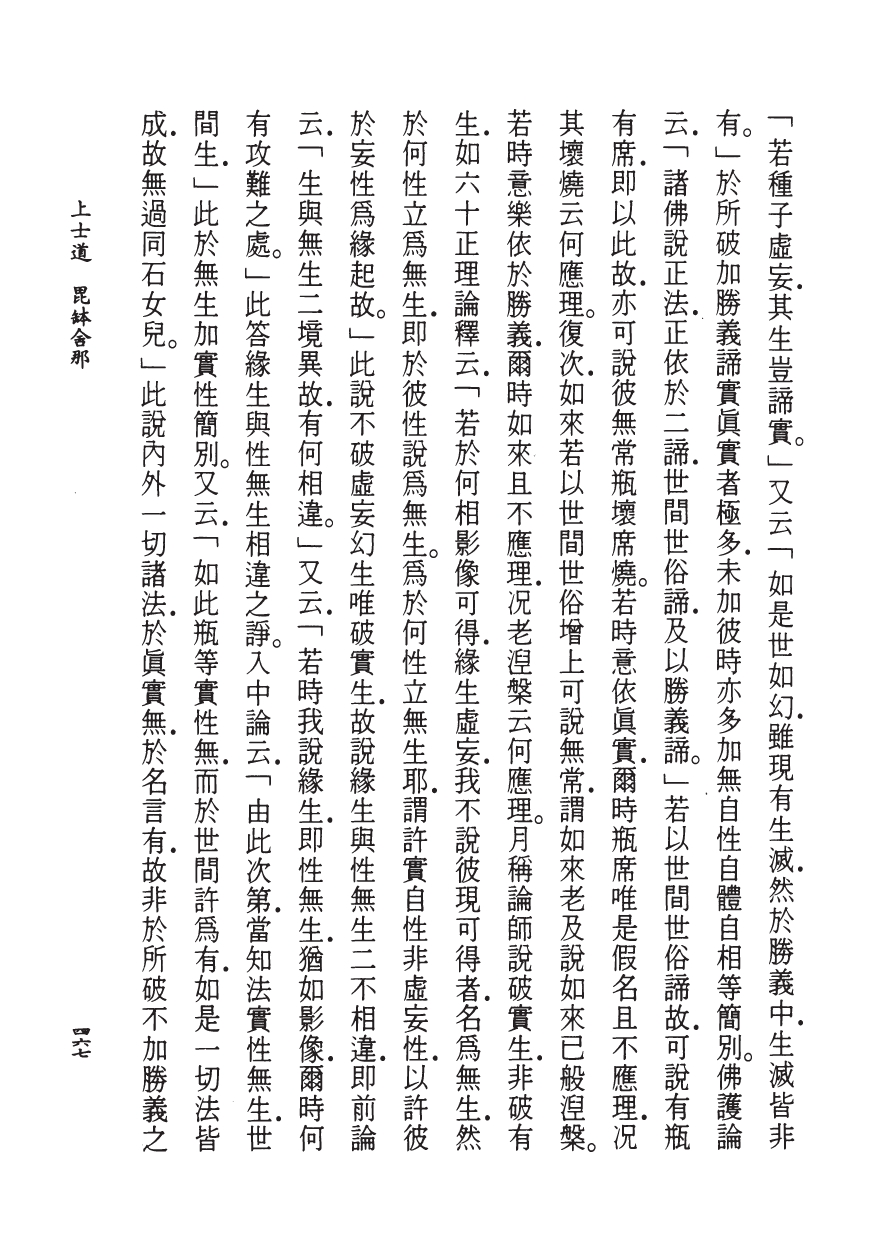 「若種子虛妄．其生豈諦實。」又云「如是世如幻．雖現有生滅．然於勝義中．生滅皆非
有。」於所破加勝義諦實眞實者極多．未加彼時亦多加無自性自體自相等簡別。佛護論
云．「諸佛說正法．正依於二諦．世間世俗諦．及以勝義諦。」若以世間世俗諦故．可說有瓶
有席．即以此故．亦可說彼無常瓶壞席燒。若時意依眞實．爾時瓶席唯是假名且不應理．況
其壞燒云何應理。復次．如來若以世間世俗增上可說無常．謂如來老及說如來已般涅槃。
若時意樂依於勝義．爾時如來且不應理．况老涅槃云何應理。月稱論師說破實生．非破有
生．如六十正理論釋云．「若於何相影像可得．緣生虛妄．我不說彼現可得者．名爲無生．然
於何性立爲無生．即於彼性說爲無生。爲於何性立無生耶．謂許實自性非虛妄性．以許彼
於妄性爲緣起故。」此說不破虛妄幻生唯破實生．故說緣生與性無生二不相違．即前論
云．「生與無生二境異故．有何相違。」又云．「若時我說緣生．即性無生．猶如影像．爾時何
有攻難之處。」此答緣生與性無生相違之諍。入中論云．「由此次第．當知法實性無生．世
間生．」此於無生加實性簡別。又云．「如此瓶等實性無．而於世間許爲有．如是一切法皆
成．故無過同石女兒。」此說內外一切諸法．於眞實無．於名言有．故非於所破不加勝義之
上士道　毘鉢舍那
四六七